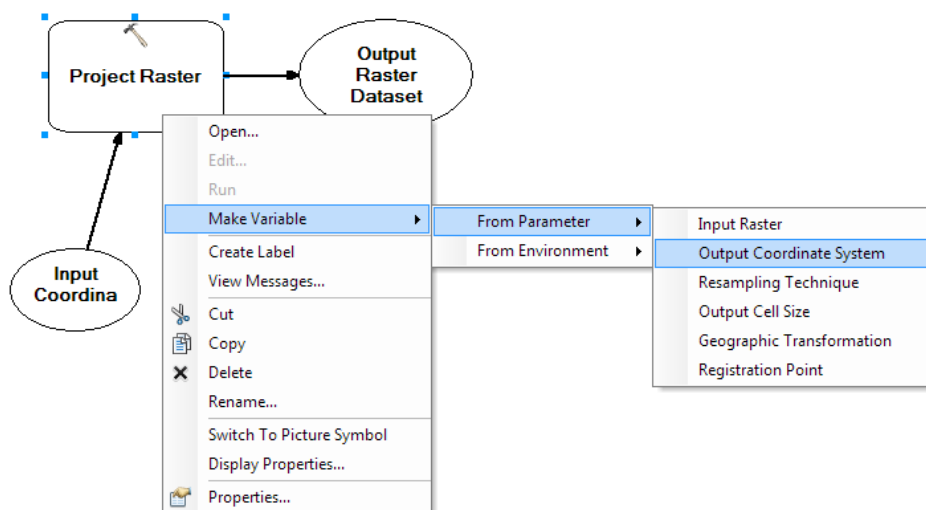 Project Raster
Output
Raster
Dataset
Input
Coordina
Open...
Edit...
Run
Make Variable
Create Label
View Messages...
Cut
Copy
Delete
Rename...
Switch To Picture Symbol
Display Properties...
Properties...
From Parameter
From Environment
Input Raster
Output Coordinate System
Resampling Technique
Output Cell Size
Geographic Transformation
Registration Point